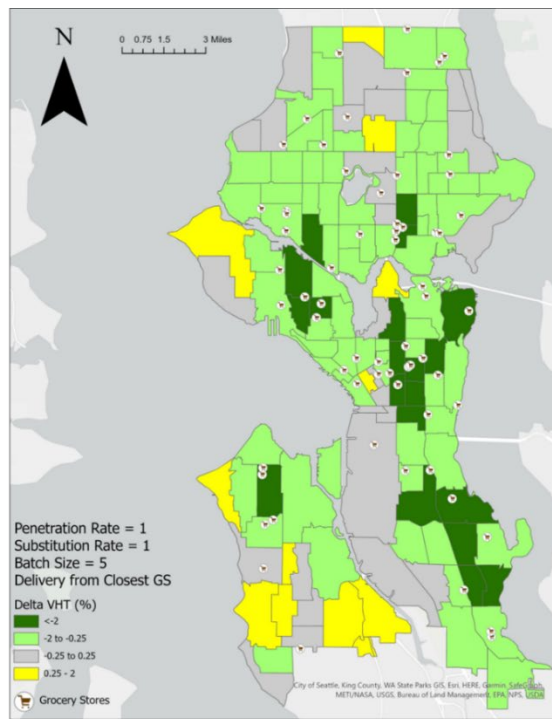 N
0 0.75 1.5 3 Miles
Penetration Rate = 1
Substitution Rate = 1
Batch Size = 5
Delivery from Closest GS
Delta VHT (%)
<-2
-2 to -0.25
-0.25 to 0.25
0.25 - 2
Grocery Stores
City of Seattle, King County, WA State Parks GIS, Esri, HERE, Garmin, SafeGraph,
METI/NASA, USGS, Bureau of Land Management, EPA, NPS, USDA